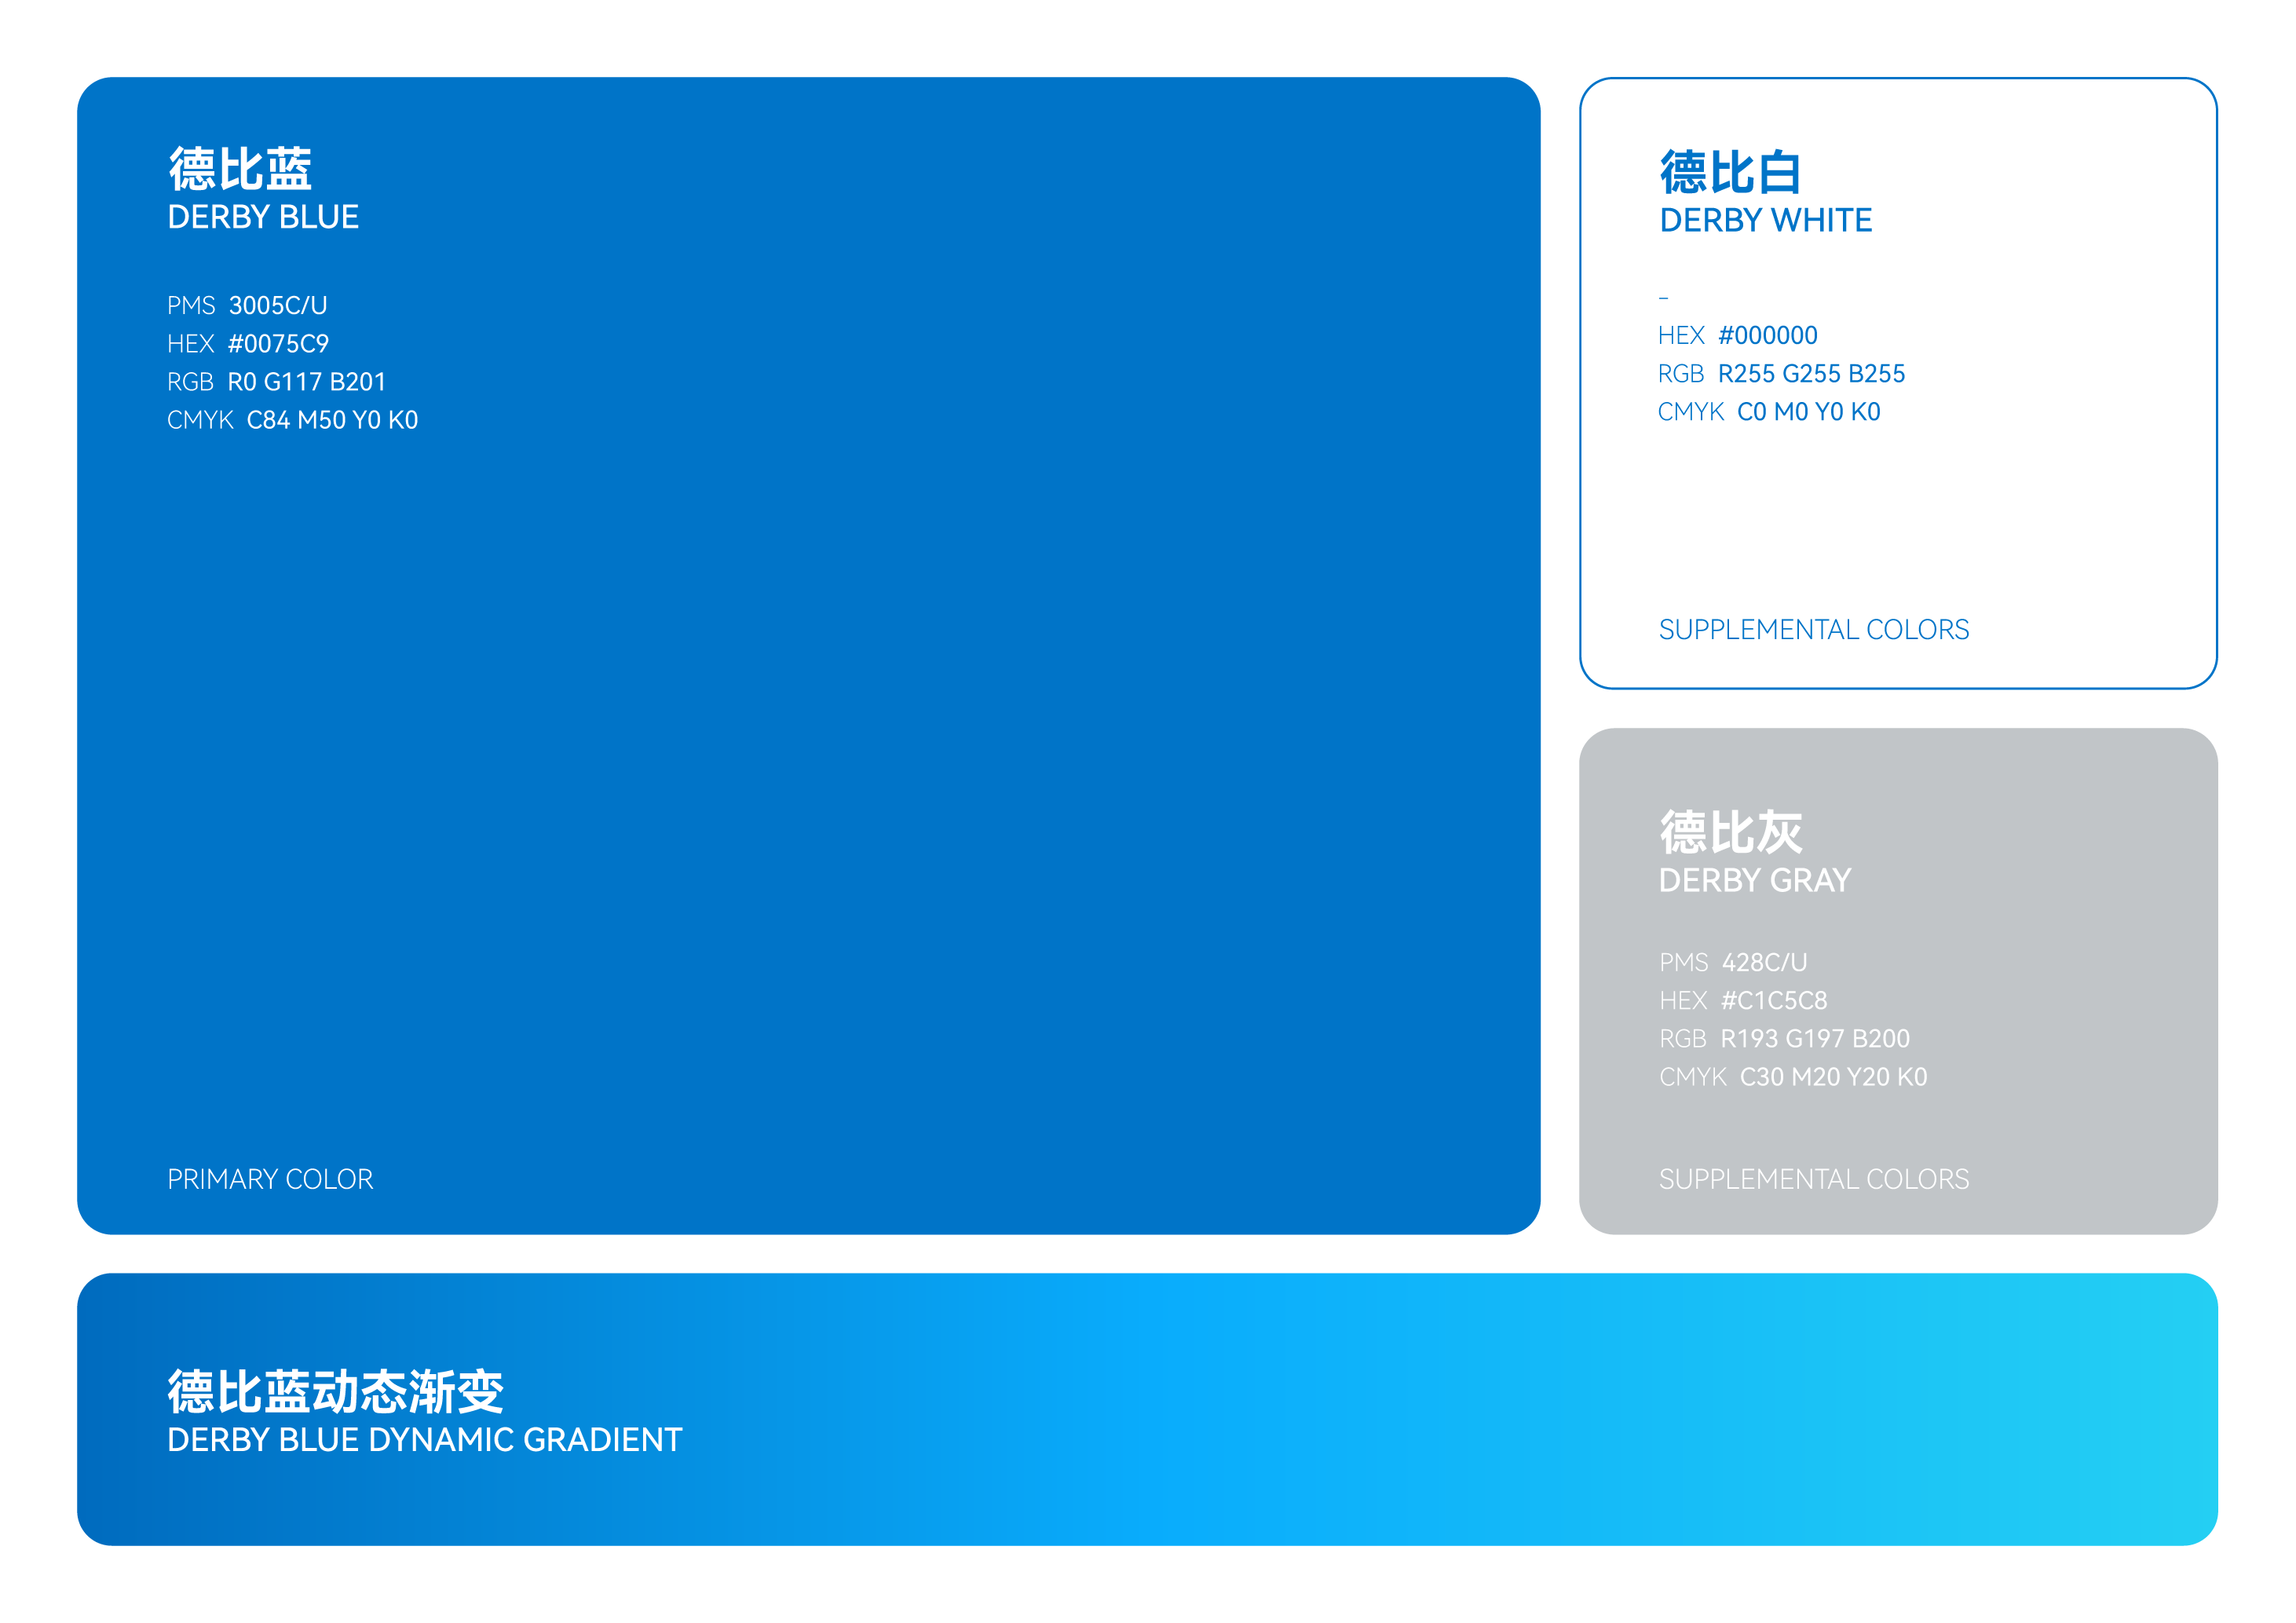 德比蓝
DERBY BLUE
PMS 3005C/U
HEX #0075C9
RGB R0 G117 B201
CMYK C84 M50 Y0 K0
PRIMARY COLOR
德比白
DERBY WHITE
–
HEX #000000
RGB R255 G255 B255
CMYK C0 M0 Y0 K0
SUPPLEMENTAL COLORS
德比灰
DERBY GRAY
PMS 428C/U
HEX #C1C5C8
RGB R193 G197 B200
CMYK C30 M20 Y20 K0
SUPPLEMENTAL COLORS
德比蓝动态渐变
DERBY BLUE DYNAMIC GRADIENT